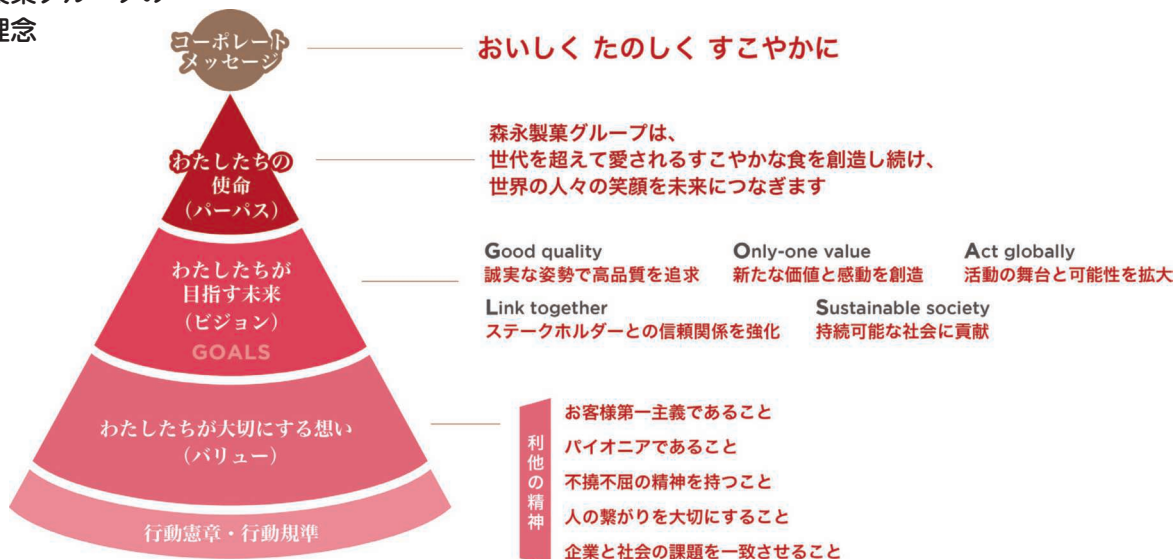 理念
コーポレート
メッセージ
おいしく たのしく すこやかに
わたしたちの
使命
（パーパス）
森永製菓グループは、
世代を超えて愛されるすこやかな食を創造し続け、
世界の人々の笑顔を未来につなぎます
わたしたちが
目指す未来
（ビジョン）
GOALS
Good quality
誠実な姿勢で高品質を追求
Only-one value
新たな価値と感動を創造
Act globally
活動の舞台と可能性を拡大
Link together
ステークホルダーとの信頼関係を強化
Sustainable society
持続可能な社会に貢献
わたしたちが大切にする想い
（バリュー）
利他の精神
お客様第一主義であること
パイオニアであること
不撓不屈の精神を持つこと
人の繋がりを大切にすること
企業と社会の課題を一致させること
行動憲章・行動規準